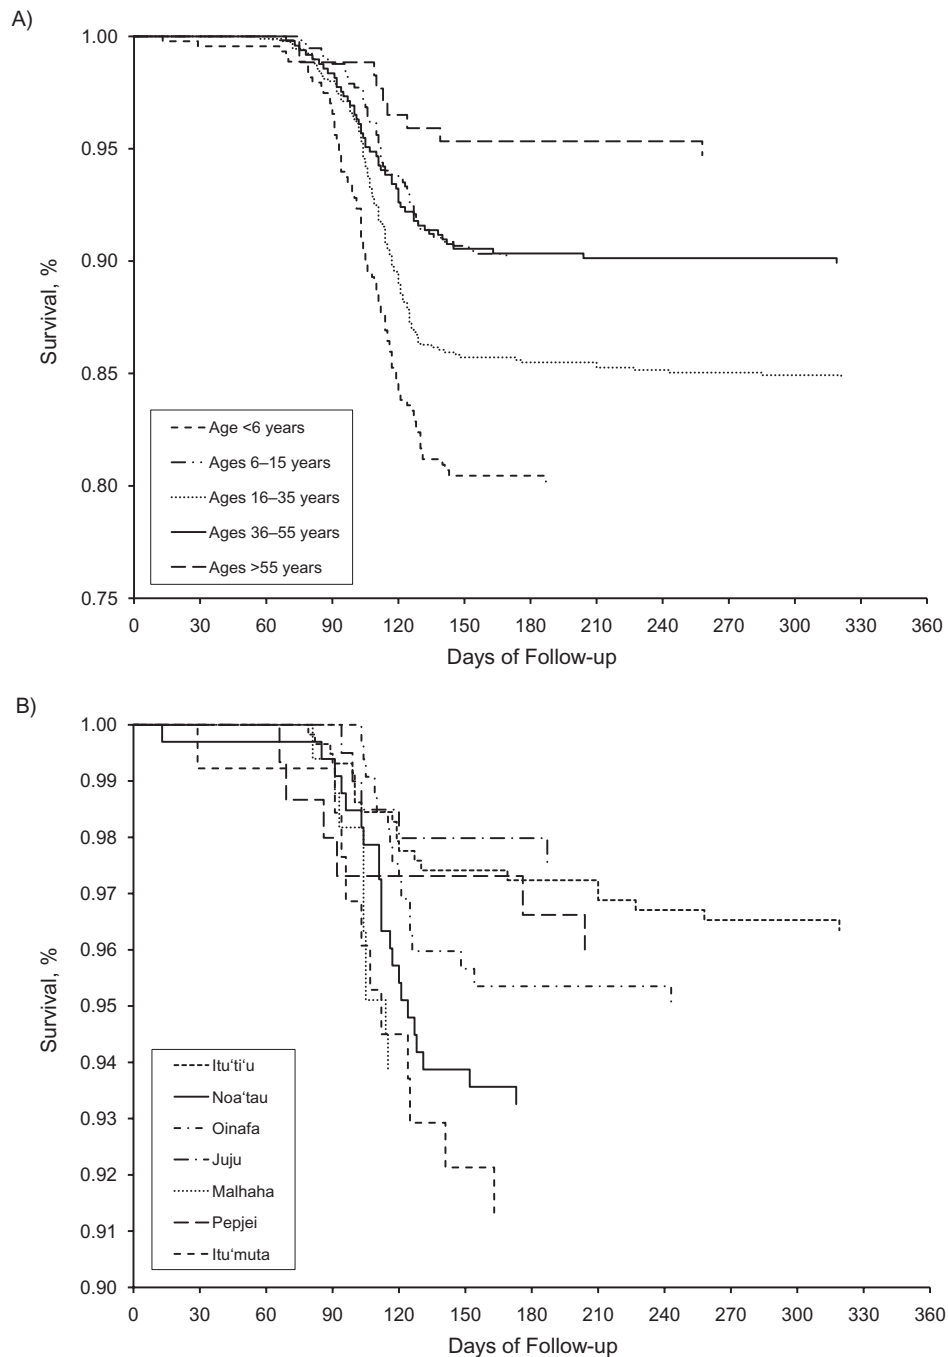 A)
1.00
0.95
0.90
0.85
0.80
0.75
Survival, %
Age <6 years
Ages 6–15 years
Ages 16–35 years
Ages 36–55 years
Ages >55 years
0 30 60 90 120 150 180 210 240 270 300 330 360
Days of Follow-up
B)
1.00
0.99
0.98
0.97
0.96
0.95
0.94
0.93
0.92
0.91
0.90
Survival, %
Itu‘ti‘u
Noa‘tau
Oinafa
Juju
Malhaha
Pepjei
Itu‘muta
0 30 60 90 120 150 180 210 240 270 300 330 360
Days of Follow-up